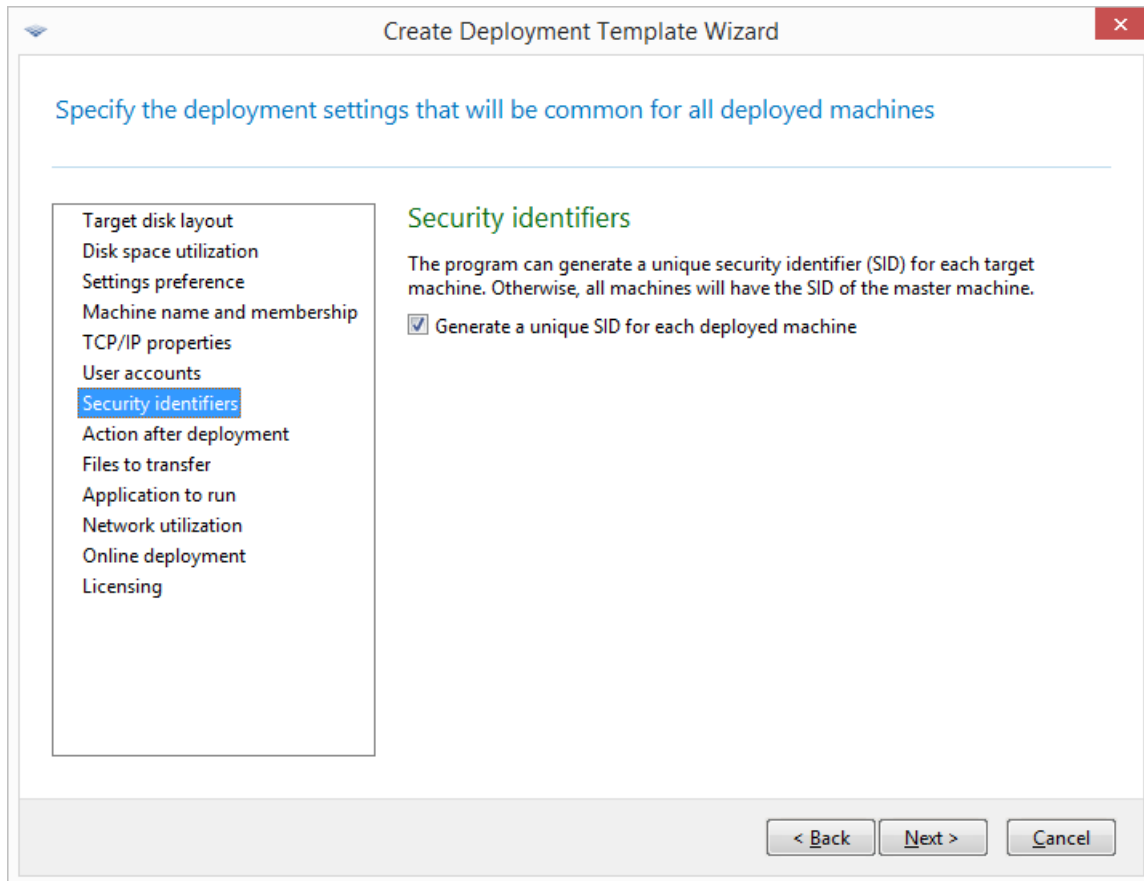 Create Deployment Template Wizard
Specify the deployment settings that will be common for all deployed machines
Target disk layout
Disk space utilization
Settings preference
Machine name and membership
TCP/IP properties
User accounts
Security identifiers
Action after deployment
Files to transfer
Application to run
Network utilization
Online deployment
Licensing
Security identifiers
The program can generate a unique security identifier (SID) for each target
machine. Otherwise, all machines will have the SID of the master machine.
Generate a unique SID for each deployed machine
< Back
Next >
Cancel